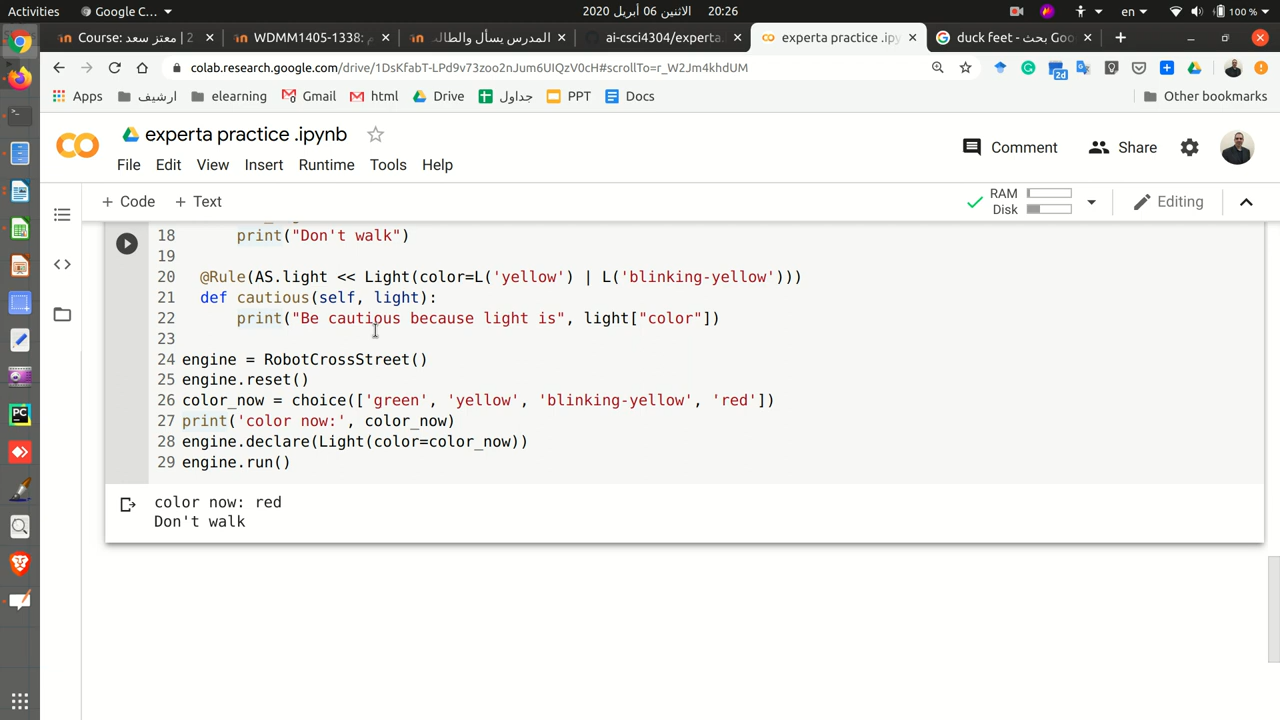 Activities Google C... ▾ 2020 الاثنين 06 أبريل 20:26 en 100 %
Course: معتز سعد | 2 WDMM1405-1338: المدرس يسأل والطالـ ai-csci4304/experta. experta practice .ipyn duck feet - بحث Goo
colab.research.google.com/drive/1DsKfabT-LPd9v73zoo2nJum6UIQzV0cH#scrollTo=r_W2Jm4khdUM
2d
Apps ارشيف elearning Gmail html Drive جداول PPT Docs Other bookmarks
experta practice .ipynb
File Edit View Insert Runtime Tools Help
Comment Share
+ Code + Text
RAM
Disk
Editing
18 print("Don't walk")
19
20 @Rule(AS.light << Light(color=L('yellow') | L('blinking-yellow')))
21 def cautious(self, light):
22 print("Be cautious because light is", light["color"])
23
24 engine = RobotCrossStreet()
25 engine.reset()
26 color_now = choice(['green', 'yellow', 'blinking-yellow', 'red'])
27 print('color now:', color_now)
28 engine.declare(Light(color=color_now))
29 engine.run()
color now: red
Don't walk